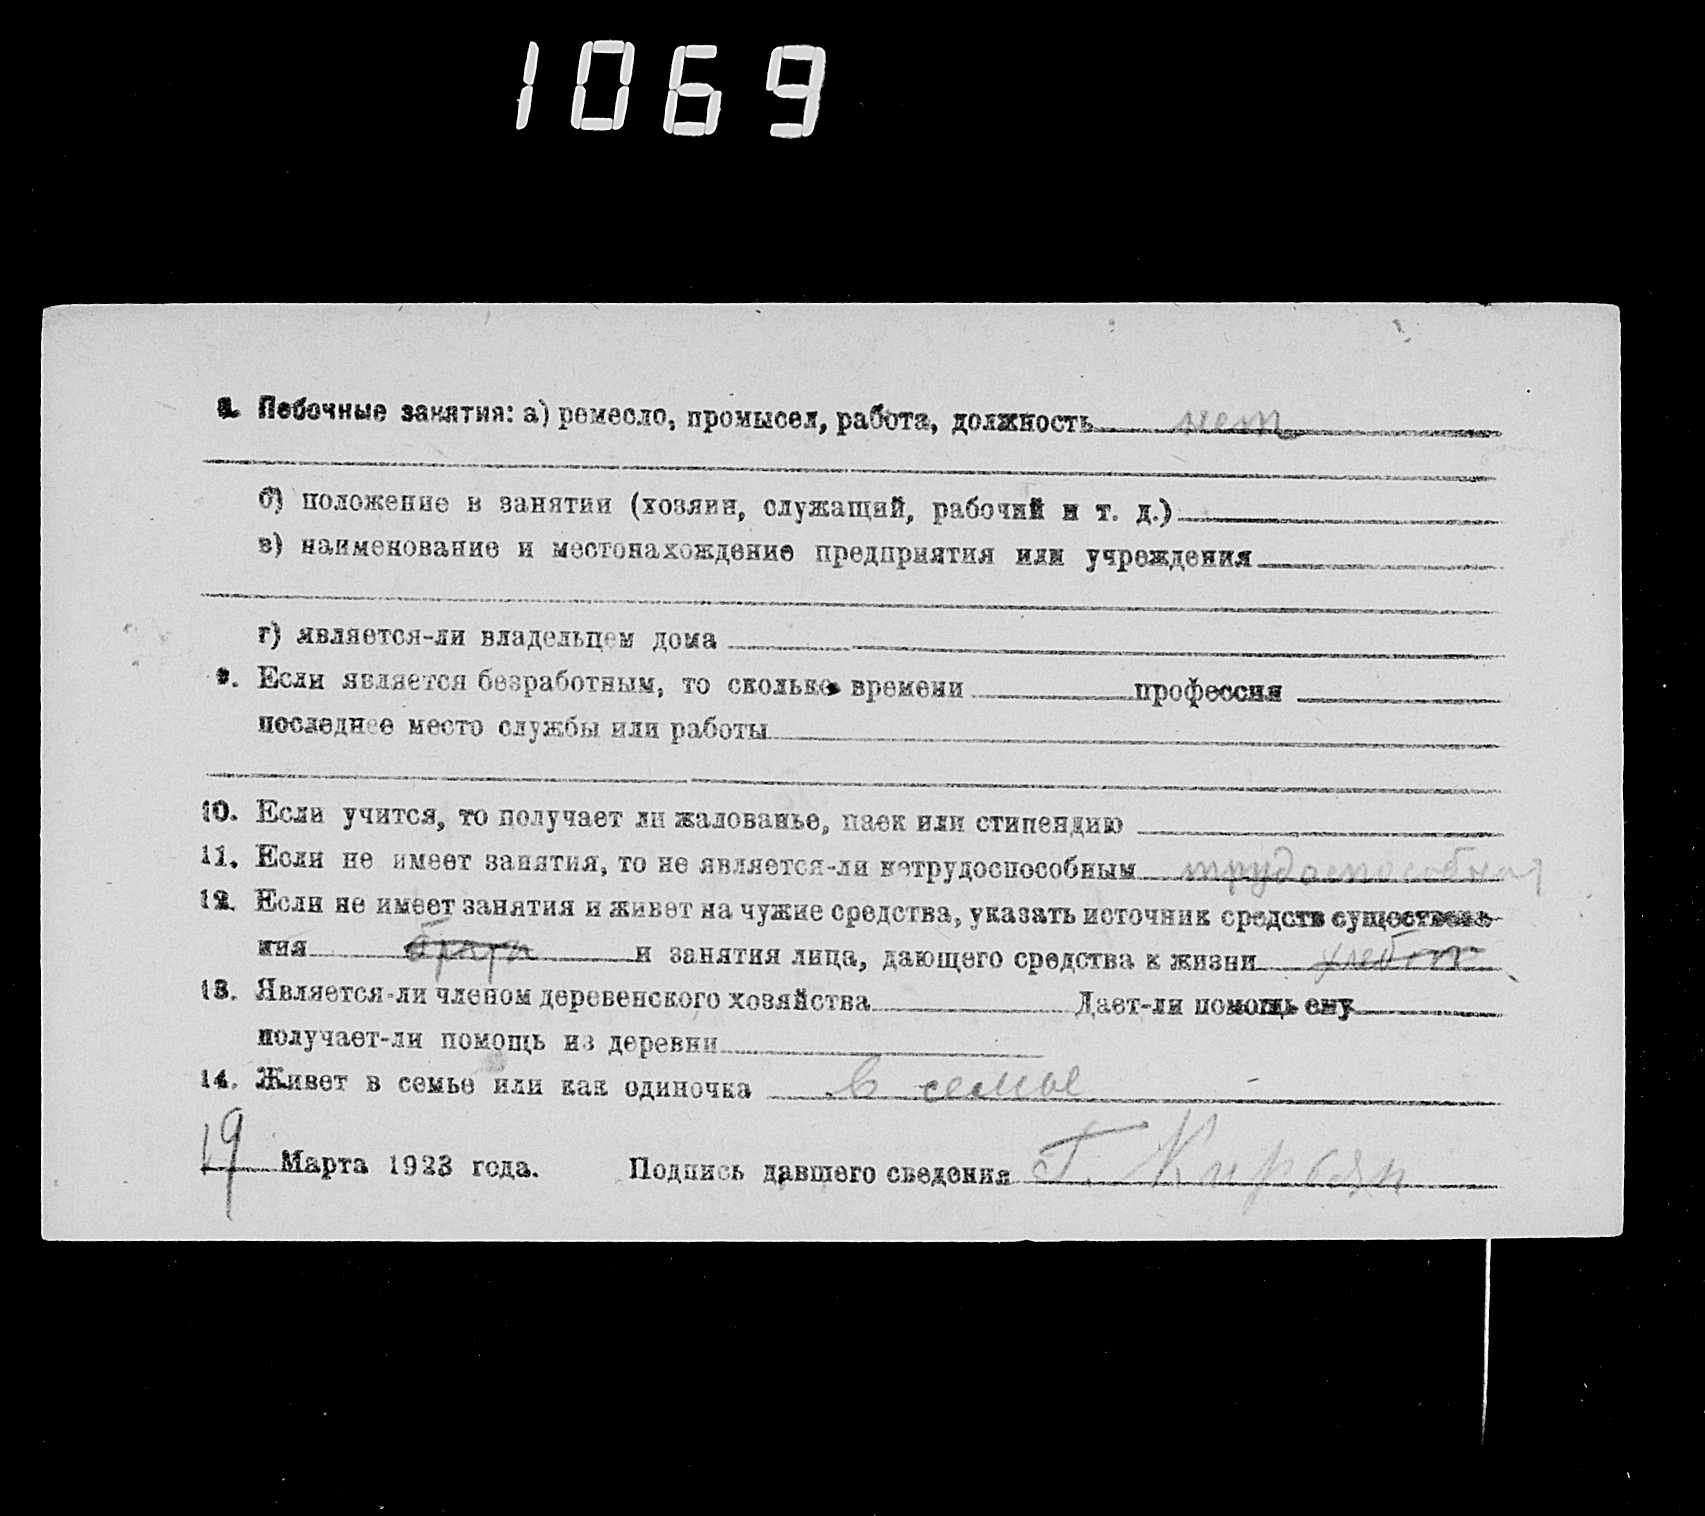 1069
8. Побочные занятия: а) ремесло, промысел, работа, должность нет
б) положение в занятии (хозяин, служащий, рабочий и т. д.)
в) наименование и местонахождение предприятия или учреждения
г) является-ли владельцем дома
9. Если является безработным, то сколько времени профессия
последнее место службы или работы
10. Если учится, то получает ли жалованье, паек или стипендию
11. Если не имеет занятия, то не является-ли нетрудоспособным трудоспособна
12. Если не имеет занятия и живет на чужие средства, указать источник средств существова-
ния брата и занятия лица, дающего средства к жизни
13. Является-ли членом деревенского хозяйства Дает-ли помощь ему
получает-ли помощь из деревни
14. Живет в семье или как одиночка в семье
19 Марта 1923 года. Подпись давшего сведения Г. Кирьян